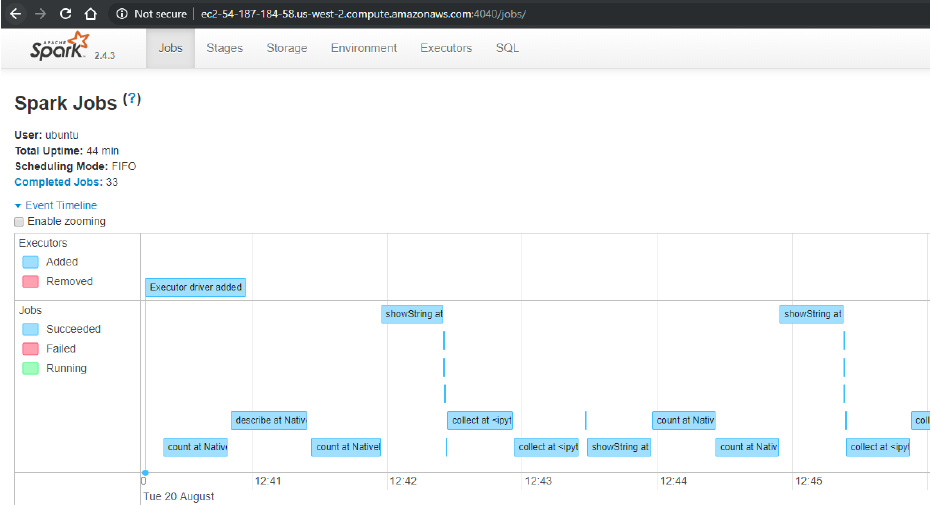 Not secure | ec2-54-187-184-58.us-west-2.compute.amazonaws.com:4040/jobs/
APACHE
Spark 2.4.3 Jobs Stages Storage Environment Executors SQL
Spark Jobs (?)
User: ubuntu
Total Uptime: 44 min
Scheduling Mode: FIFO
Completed Jobs: 33
Event Timeline
Enable zooming
Executors
Added
Removed
Executor driver added
Jobs
Succeeded
Failed
Running
showString at
showString at
describe at Nativ
collect at <ipyt
count at Nativ
coll
count at Native
count at Nativel
collect at <ipyt
showString at
count at Nativ
collect at <ipyt
0 12:41 12:42 12:43 12:44 12:45
Tue 20 August